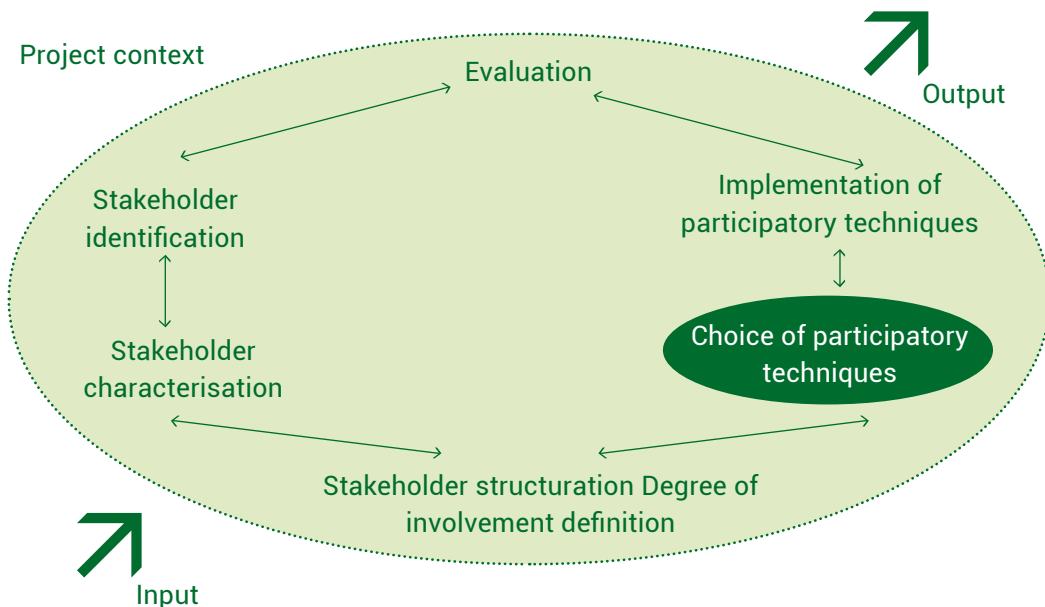 Project context
Evaluation
Output
Stakeholder
identification
Implementation of
participatory techniques
Stakeholder
characterisation
Choice of participatory
techniques
Stakeholder structuration Degree of
involvement definition
Input